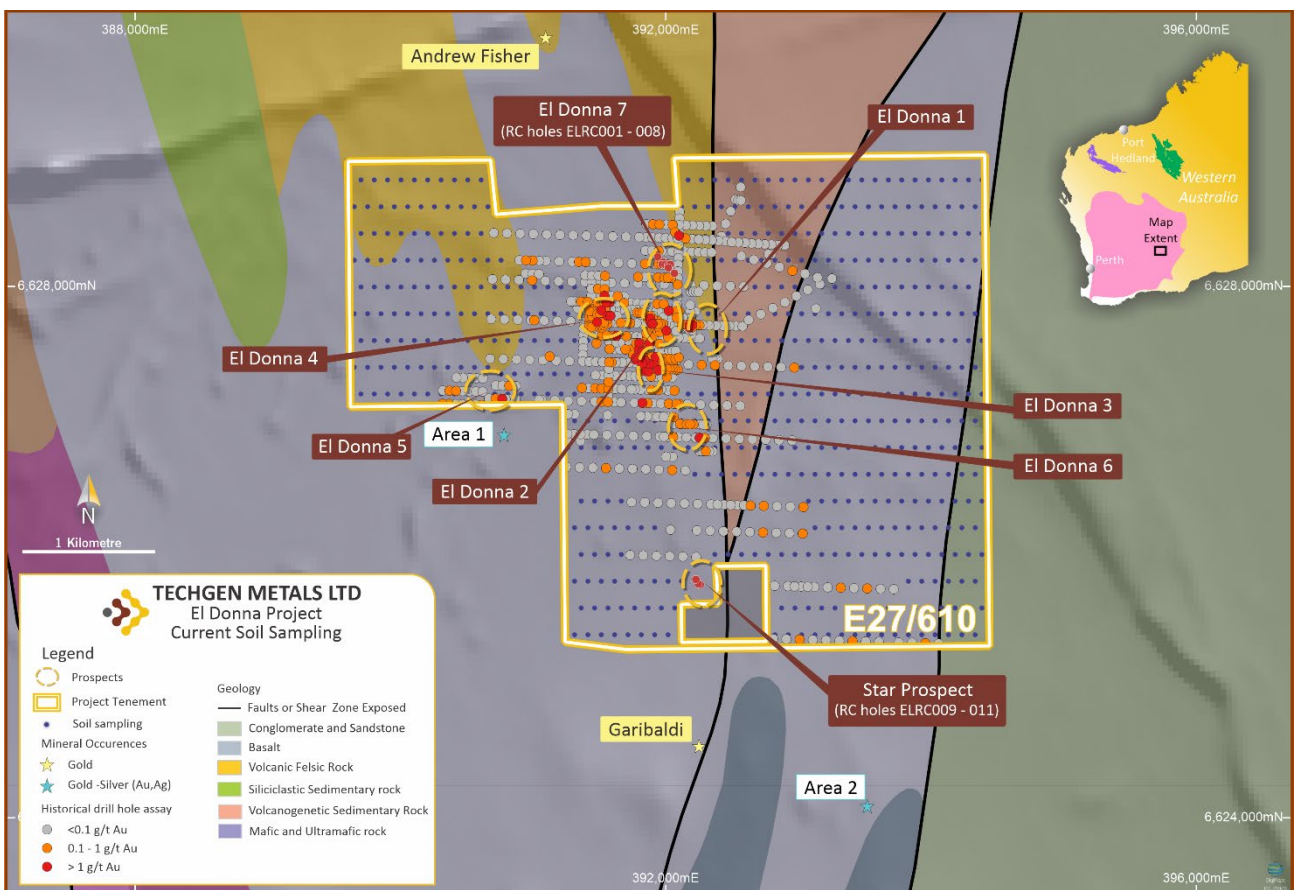 388,000mE
392,000mE
396,000mE
Andrew Fisher
El Donna 7
(RC holes ELRC001 - 008)
El Donna 1
Port
Hedland
Western
Australia
Map
Extent
Perth
6,628,000mN
6,628,000mN
El Donna 4
El Donna 3
El Donna 5
Area 1
El Donna 6
El Donna 2
N
1 Kilometre
E27/610
TECHGEN METALS LTD
El Donna Project
Current Soil Sampling
Legend
Prospects
Project Tenement
Soil sampling
Mineral Occurences
Gold
Gold -Silver (Au,Ag)
Historical drill hole assay
<0.1 g/t Au
0.1 - 1 g/t Au
> 1 g/t Au
Geology
Faults or Shear Zone Exposed
Conglomerate and Sandstone
Basalt
Volcanic Felsic Rock
Siliciclastic Sedimentary rock
Volcanogenetic Sedimentary Rock
Mafic and Ultramafic rock
Star Prospect
(RC holes ELRC009 - 011)
Garibaldi
Area 2
6,624,000mN
392,000mE
396,000mE